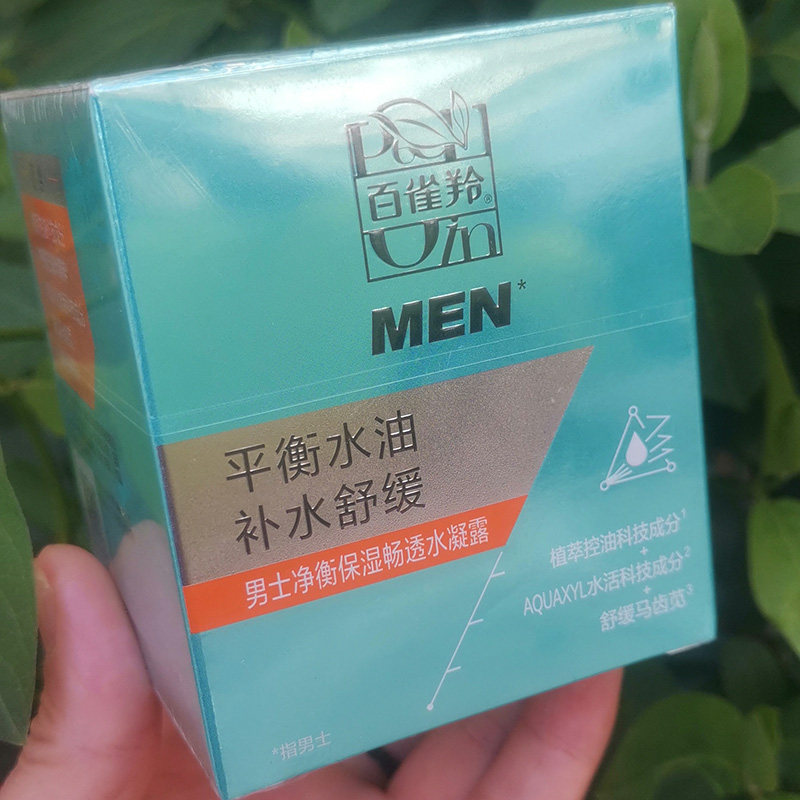 百雀羚®
MEN*
平衡水油
补水舒缓
男士净衡保湿畅透水凝露
植萃控油科技成分1
+
AQUAXYL水活科技成分2
+
舒缓马齿苋3
*指男士